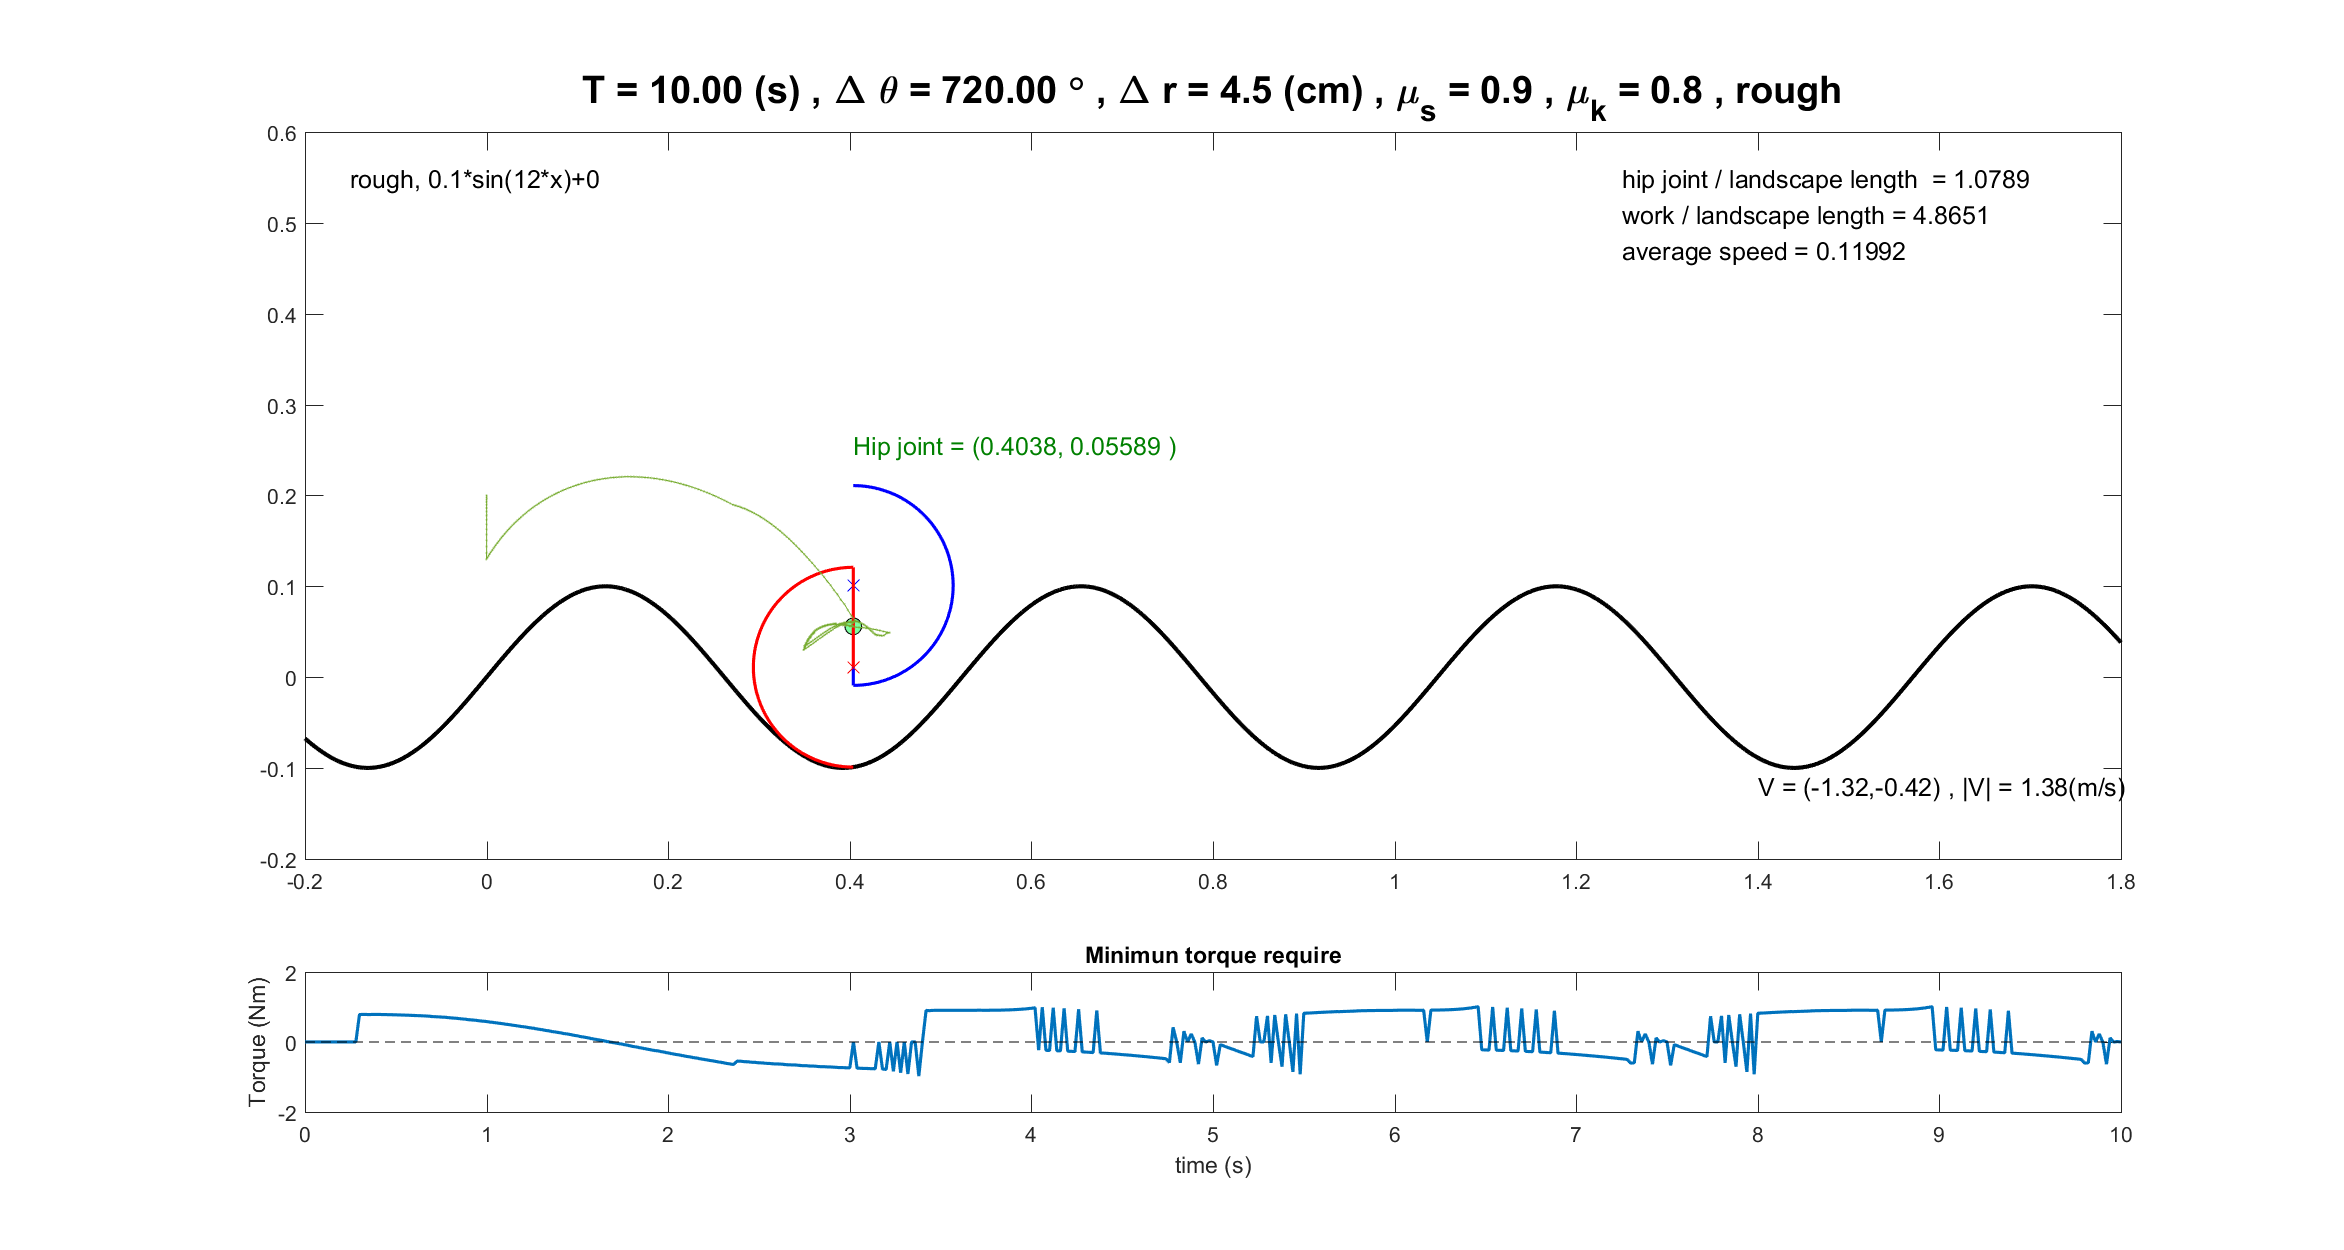 T = 10.00 (s) , Δ θ = 720.00 ° , Δ r = 4.5 (cm) , μs = 0.9 , μk = 0.8 , rough
0.6
0.5
0.4
0.3
0.2
0.1
0
-0.1
-0.2
rough, 0.1*sin(12*x)+0
hip joint / landscape length = 1.0789
work / landscape length = 4.8651
average speed = 0.11992
Hip joint = (0.4038, 0.05589 )
V = (-1.32,-0.42) , |V| = 1.38(m/s)
-0.2 0 0.2 0.4 0.6 0.8 1 1.2 1.4 1.6 1.8
Minimun torque require
Torque (Nm)
2
0
-2
0 1 2 3 4 5 6 7 8 9 10
time (s)